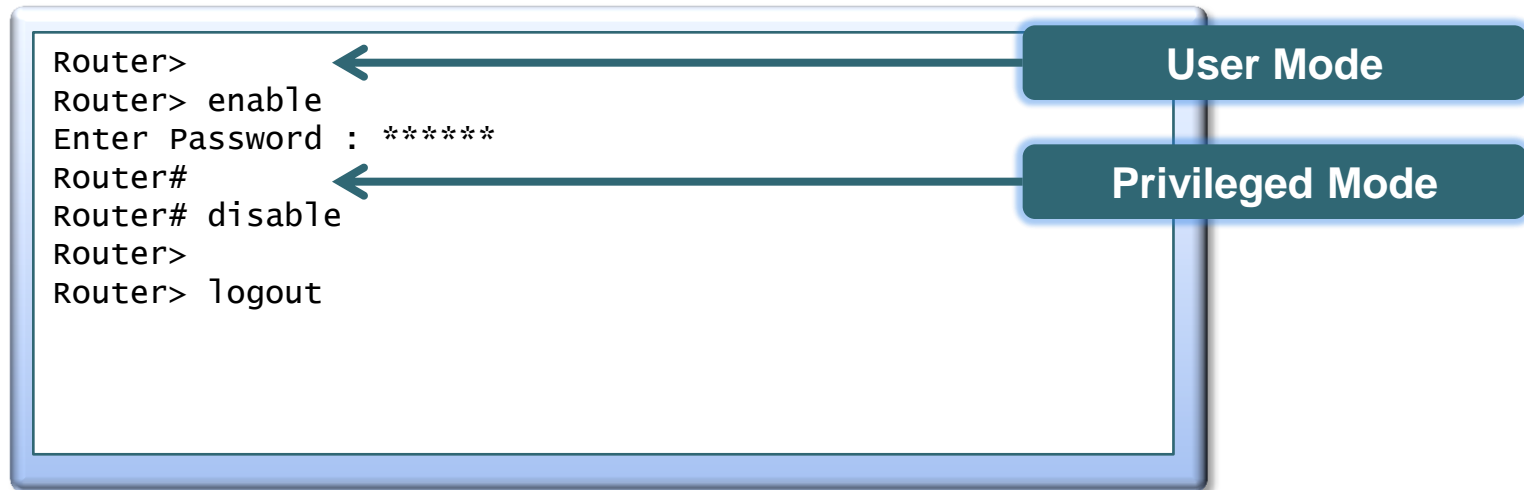 Router>
User Mode
Router> enable
Enter Password : ******
Router#
Privileged Mode
Router# disable
Router>
Router> logout